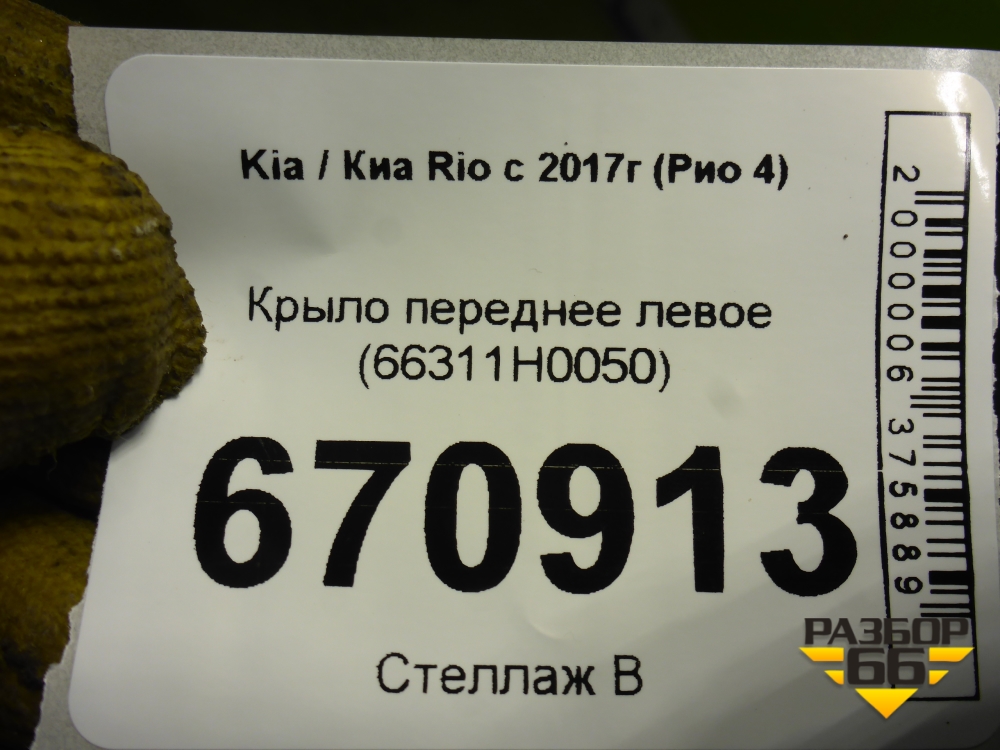 Kia / Киа Rio с 2017г (Рио 4)
Крыло переднее левое
(66311H0050)
670913
Стеллаж В
2000006375889
РАЗБОР
66